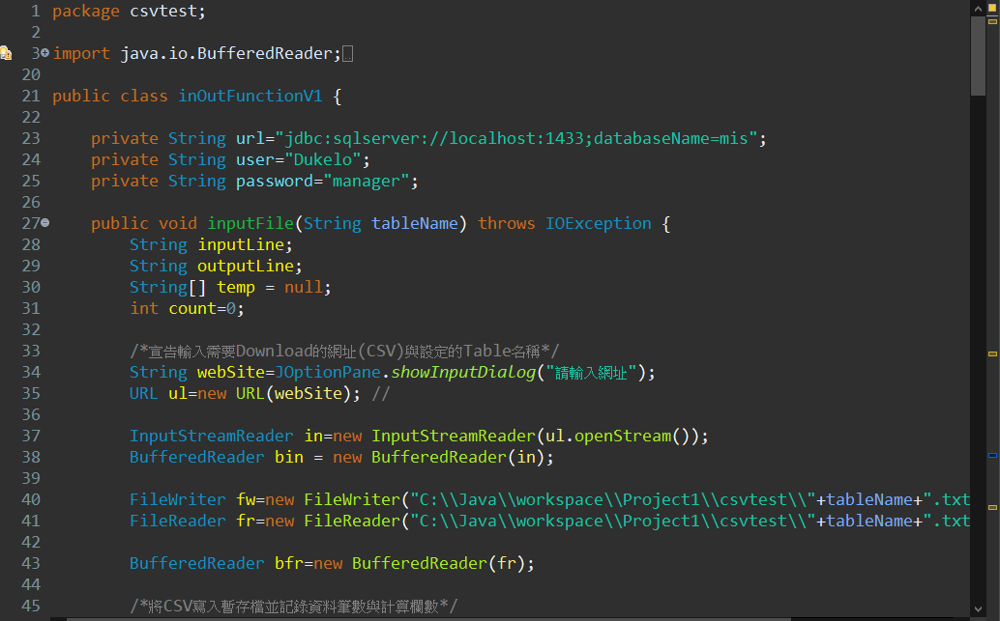 1 package csvtest;
2
3 import java.io.BufferedReader;
20
21 public class inOutFunctionV1 {
22
23 private String url="jdbc:sqlserver://localhost:1433;databaseName=mis";
24 private String user="Dukelo";
25 private String password="manager";
26
27 public void inputFile(String tableName) throws IOException {
28 String inputLine;
29 String outputLine;
30 String[] temp = null;
31 int count=0;
32
33 /*宣告輸入需要Download的網址(CSV)與設定的Table名稱*/
34 String webSite=JOptionPane.showInputDialog("請輸入網址");
35 URL ul=new URL(webSite); //
36
37 InputStreamReader in=new InputStreamReader(ul.openStream());
38 BufferedReader bin = new BufferedReader(in);
39
40 FileWriter fw=new FileWriter("C:\\Java\\workspace\\Project1\\csvtest\\"+tableName+".txt
41 FileReader fr=new FileReader("C:\\Java\\workspace\\Project1\\csvtest\\"+tableName+".txt
42
43 BufferedReader bfr=new BufferedReader(fr);
44
45 /*將CSV寫入暫存檔並記錄資料筆數與計算欄數*/